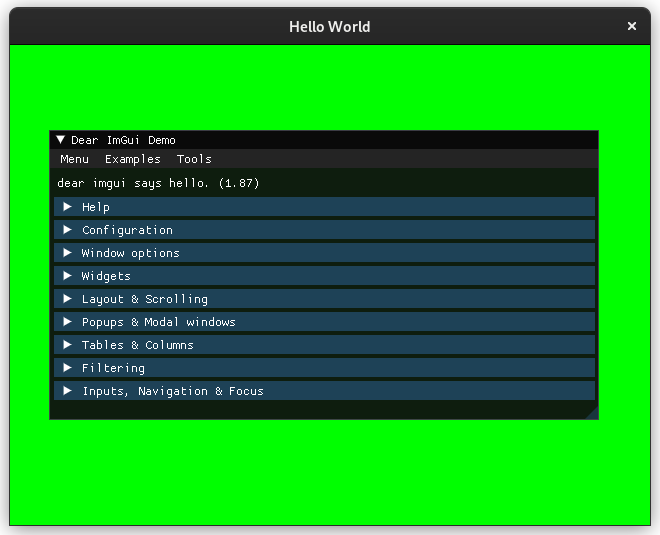 Hello World
Dear ImGui Demo
Menu Examples Tools
dear imgui says hello. (1.87)
Help
Configuration
Window options
Widgets
Layout & Scrolling
Popups & Modal windows
Tables & Columns
Filtering
Inputs, Navigation & Focus